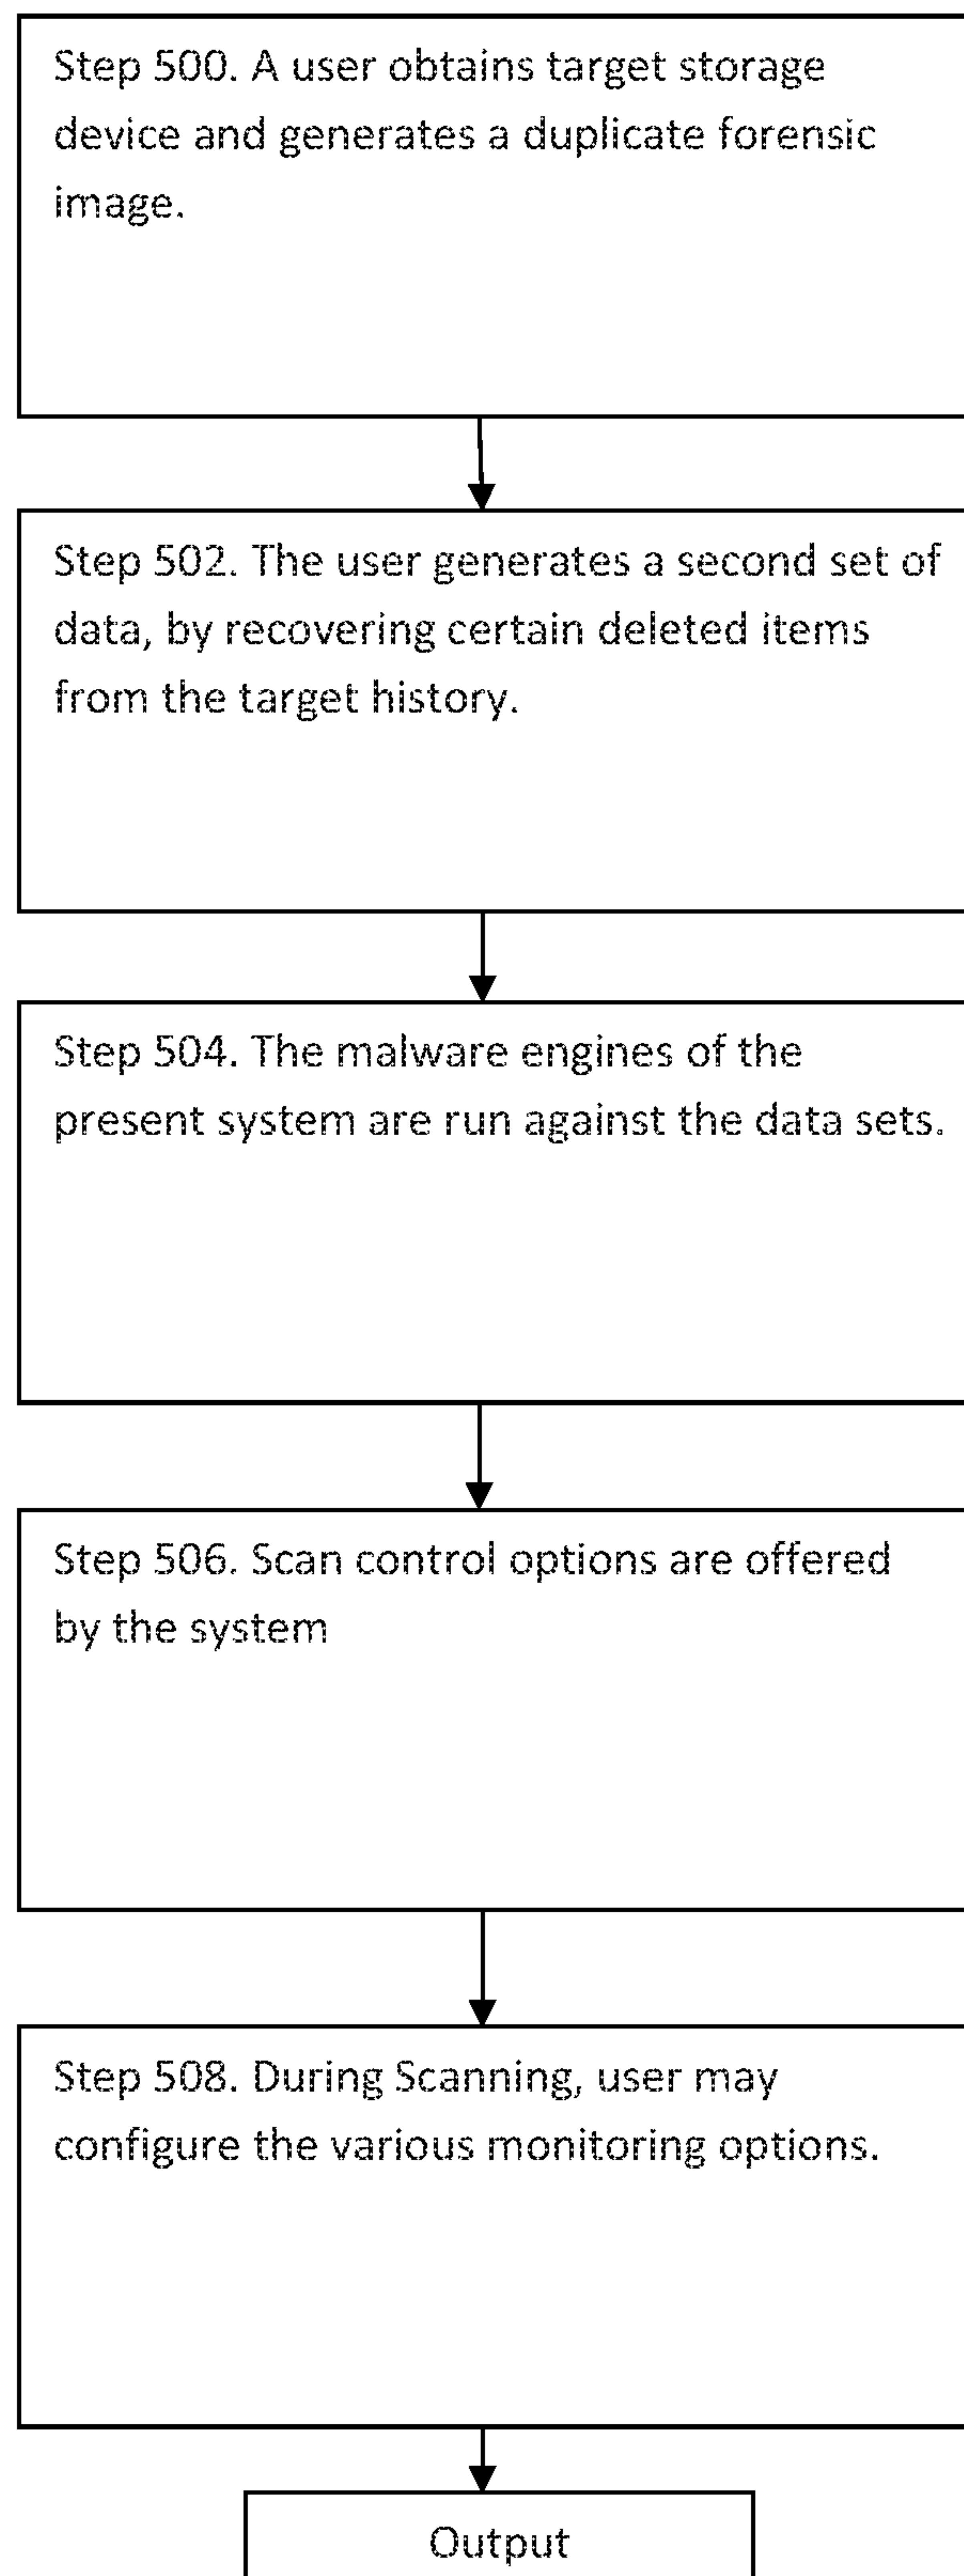 Step 500. A user obtains target storage
device and generates a duplicate forensic
image.
Step 502. The user generates a second set of
data, by recovering certain deleted items
from the target history.
Step 504. The malware engines of the
present system are run against the data sets.
Step 506. Scan control options are offered
by the system
Step 508. During Scanning, user may
configure the various monitoring options.
Output